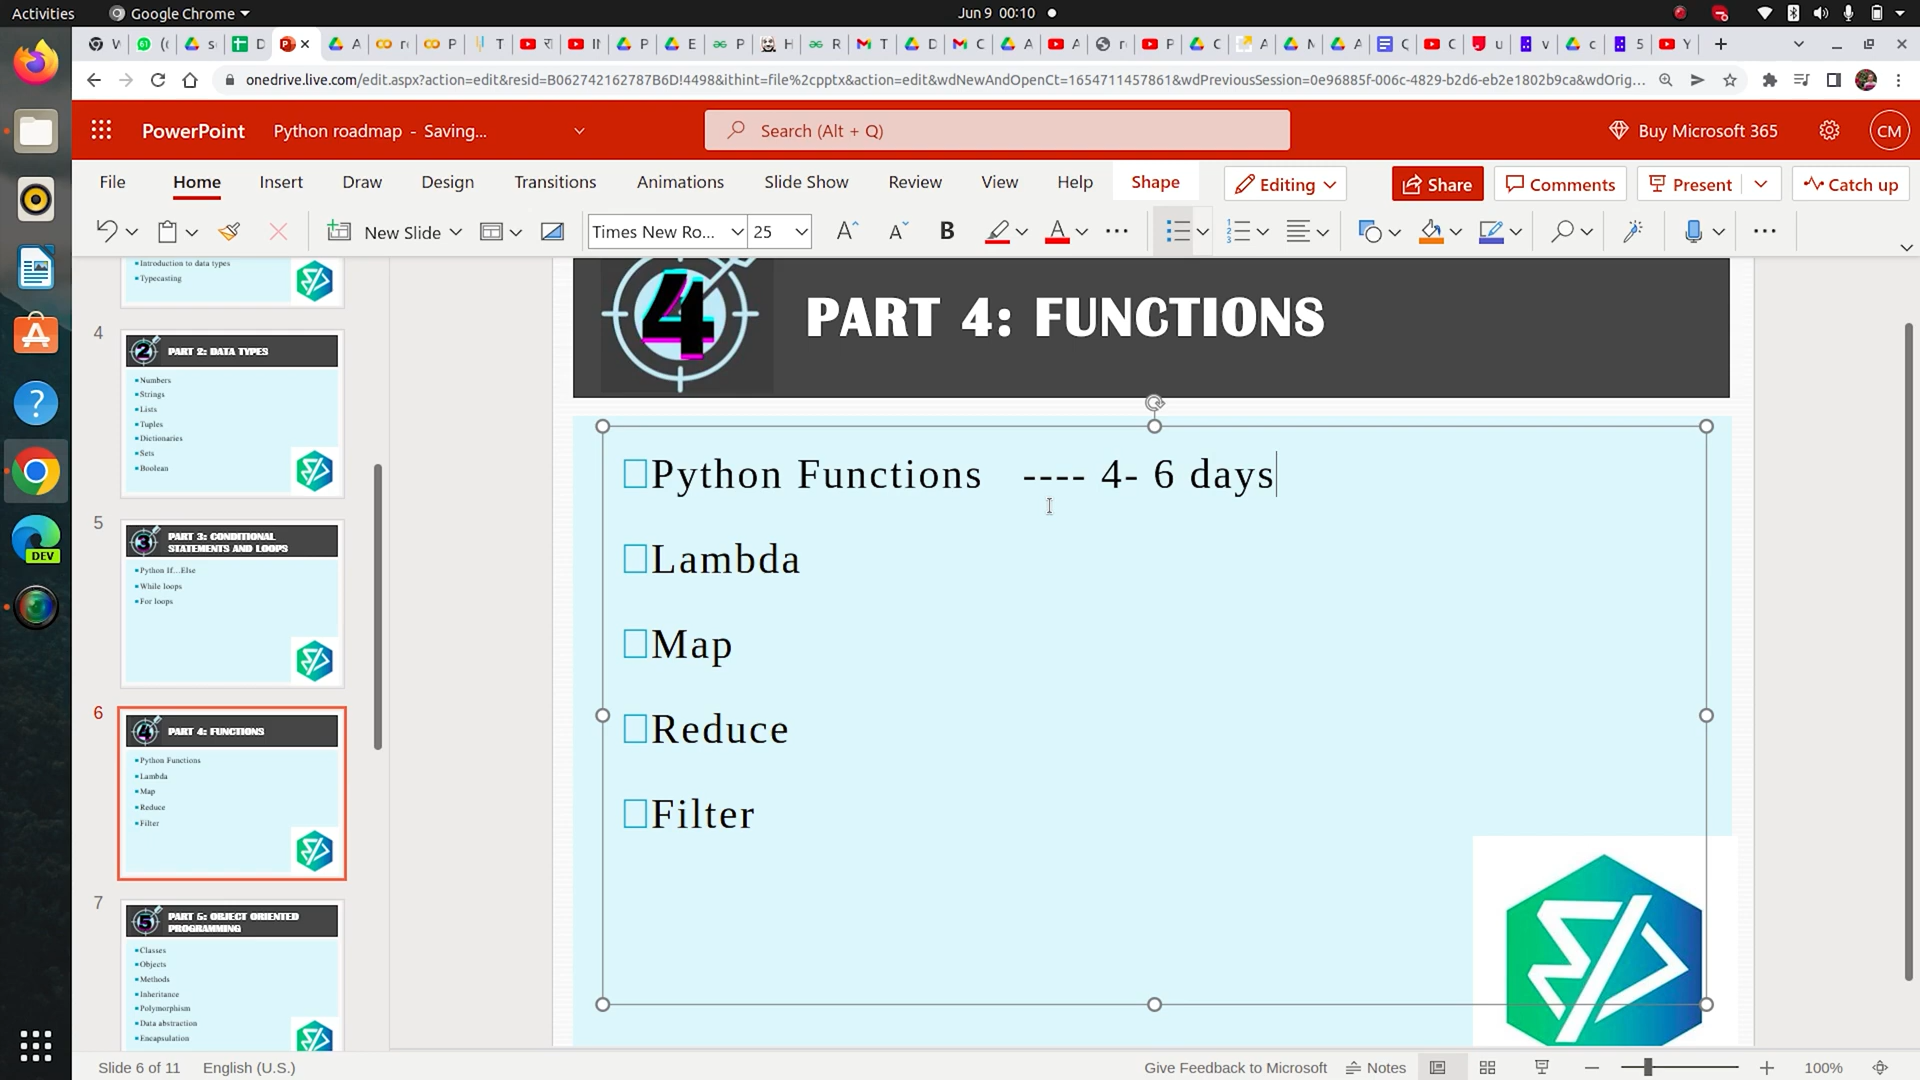 Activities
Google Chrome
Jun 9 00:10
onedrive.live.com/edit.aspx?action=edit&resid=B062742162787B6D!4498&ithint=file%2cpptx&action=edit&wdNewAndOpenCt=1654711457861&wdPreviousSession=0e96885f-006c-4829-b2d6-eb2e1802b9ca&wdOrig...
PowerPoint
Python roadmap - Saving...
Search (Alt + Q)
Buy Microsoft 365
CM
File
Home
Insert
Draw
Design
Transitions
Animations
Slide Show
Review
View
Help
Shape
Editing
Share
Comments
Present
Catch up
New Slide
Times New Ro...
25
B
Introduction to data types
Typecasting
4
2
PART 2: DATA TYPES
Numbers
Strings
Lists
Tuples
Dictionaries
Sets
Boolean
5
3
PART 3: CONDITIONAL
STATEMENTS AND LOOPS
Python If...Else
While loops
For loops
6
4
PART 4: FUNCTIONS
Python Functions
Lambda
Map
Reduce
Filter
7
5
PART 5: OBJECT ORIENTED
PROGRAMMING
Classes
Objects
Methods
Inheritance
Polymorphism
Data abstraction
Encapsulation
4
PART 4: FUNCTIONS
Python Functions ---- 4- 6 days
Lambda
Map
Reduce
Filter
DEV
Slide 6 of 11
English (U.S.)
Give Feedback to Microsoft
Notes
100%